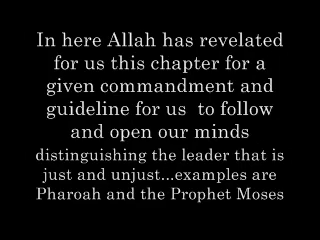 In here Allah has revelated
for us this chapter for a
given commandment and
guideline for us to follow
and open our minds
distinguishing the leader that is
just and unjust...examples are
Pharoah and the Prophet Moses